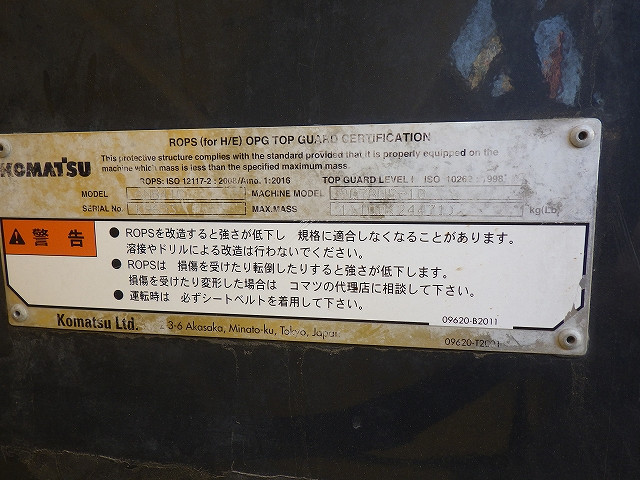 ROPS (for H/E) OPG TOP GUARD CERTIFICATION
KOMATSU
This protective structure complies with the standard provided that it is properly equipped on the
machine which mass is less than the specified maximum mass.
ROPS: ISO 12117-2 : 2008/Amd. 1:2016 TOP GUARD LEVEL I ISO 10262 : 1998
MODEL MACHINE MODEL
SERIAL No. MAX.MASS kg(Lb)
警告
● ROPSを改造すると強さが低下し 規格に適合しなくなることがあります。
溶接やドリルによる改造は行わないでください。
● ROPSは 損傷を受けたり転倒したりすると強さが低下します。
損傷を受けたり変形した場合は コマツの代理店に相談して下さい。
● 運転時は 必ずシートベルトを着用して下さい。
09620-B2011
Komatsu Ltd. 2-3-6 Akasaka, Minato-ku, Tokyo, Japan
09620-T2001